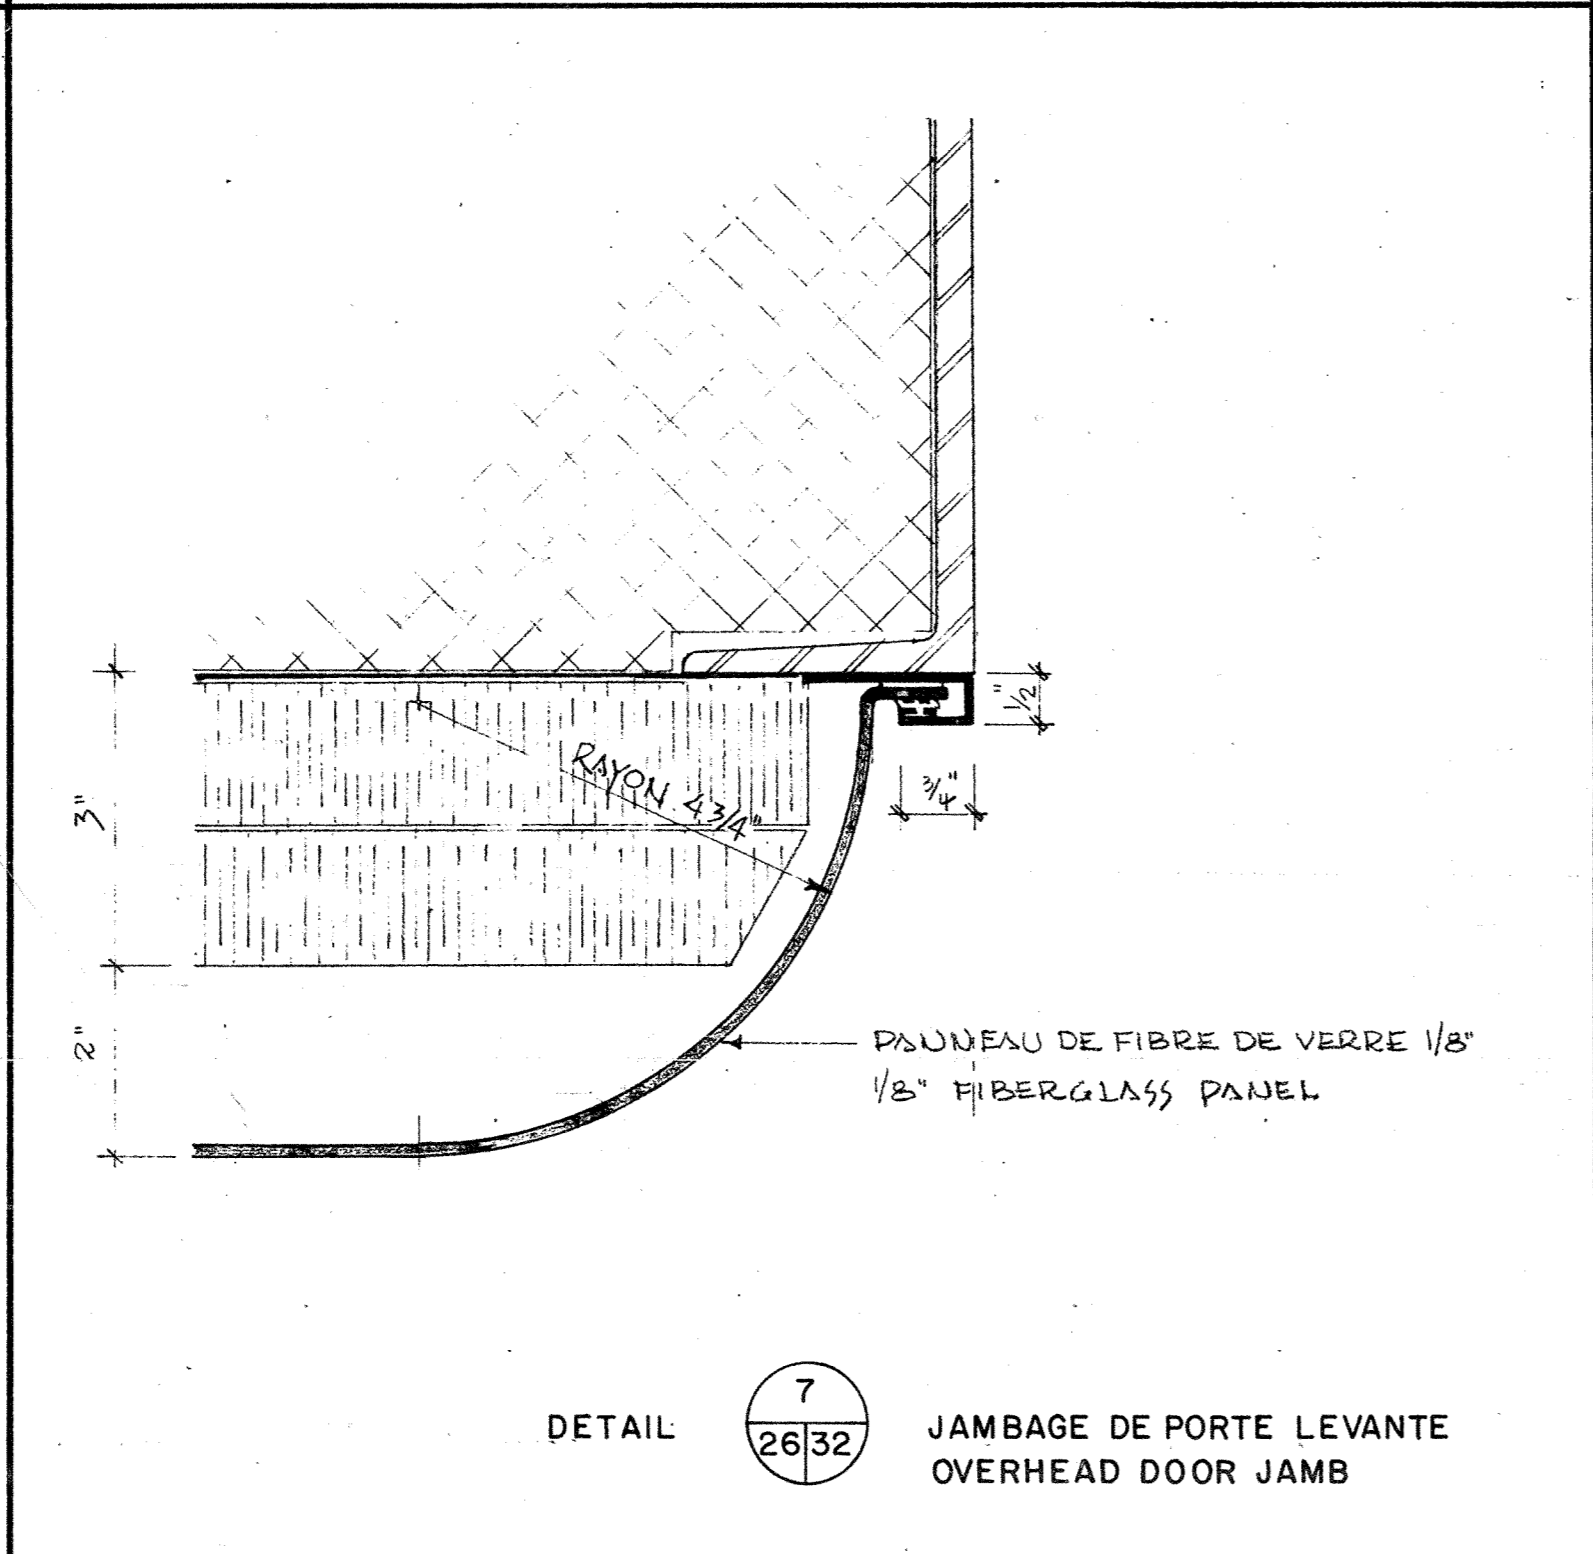 1/2"
3/4"
3"
RAYON 4 3/4"
2"
PANNEAU DE FIBRE DE VERRE 1/8"
1/8" FIBERGLASS PANEL
DETAIL
7
26 32
JAMBAGE DE PORTE LEVANTE
OVERHEAD DOOR JAMB